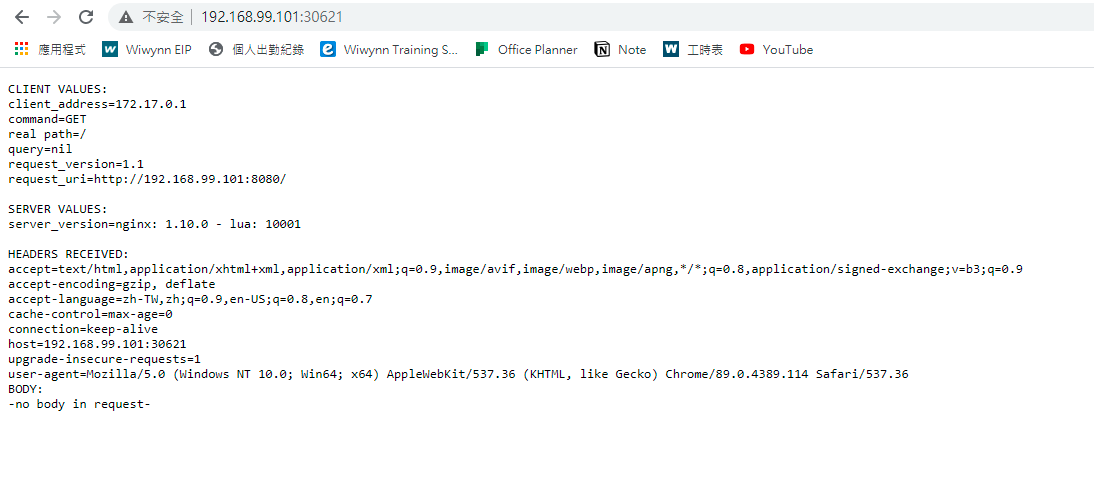 不安全 | 192.168.99.101:30621
應用程式 Wiwynn EIP 個人出勤紀錄 Wiwynn Training S... Office Planner Note 工時表 YouTube
CLIENT VALUES:
client_address=172.17.0.1
command=GET
real path=/
query=nil
request_version=1.1
request_uri=http://192.168.99.101:8080/
SERVER VALUES:
server_version=nginx: 1.10.0 - lua: 10001
HEADERS RECEIVED:
accept=text/html,application/xhtml+xml,application/xml;q=0.9,image/avif,image/webp,image/apng,*/*;q=0.8,application/signed-exchange;v=b3;q=0.9
accept-encoding=gzip, deflate
accept-language=zh-TW,zh;q=0.9,en-US;q=0.8,en;q=0.7
cache-control=max-age=0
connection=keep-alive
host=192.168.99.101:30621
upgrade-insecure-requests=1
user-agent=Mozilla/5.0 (Windows NT 10.0; Win64; x64) AppleWebKit/537.36 (KHTML, like Gecko) Chrome/89.0.4389.114 Safari/537.36
BODY:
-no body in request-